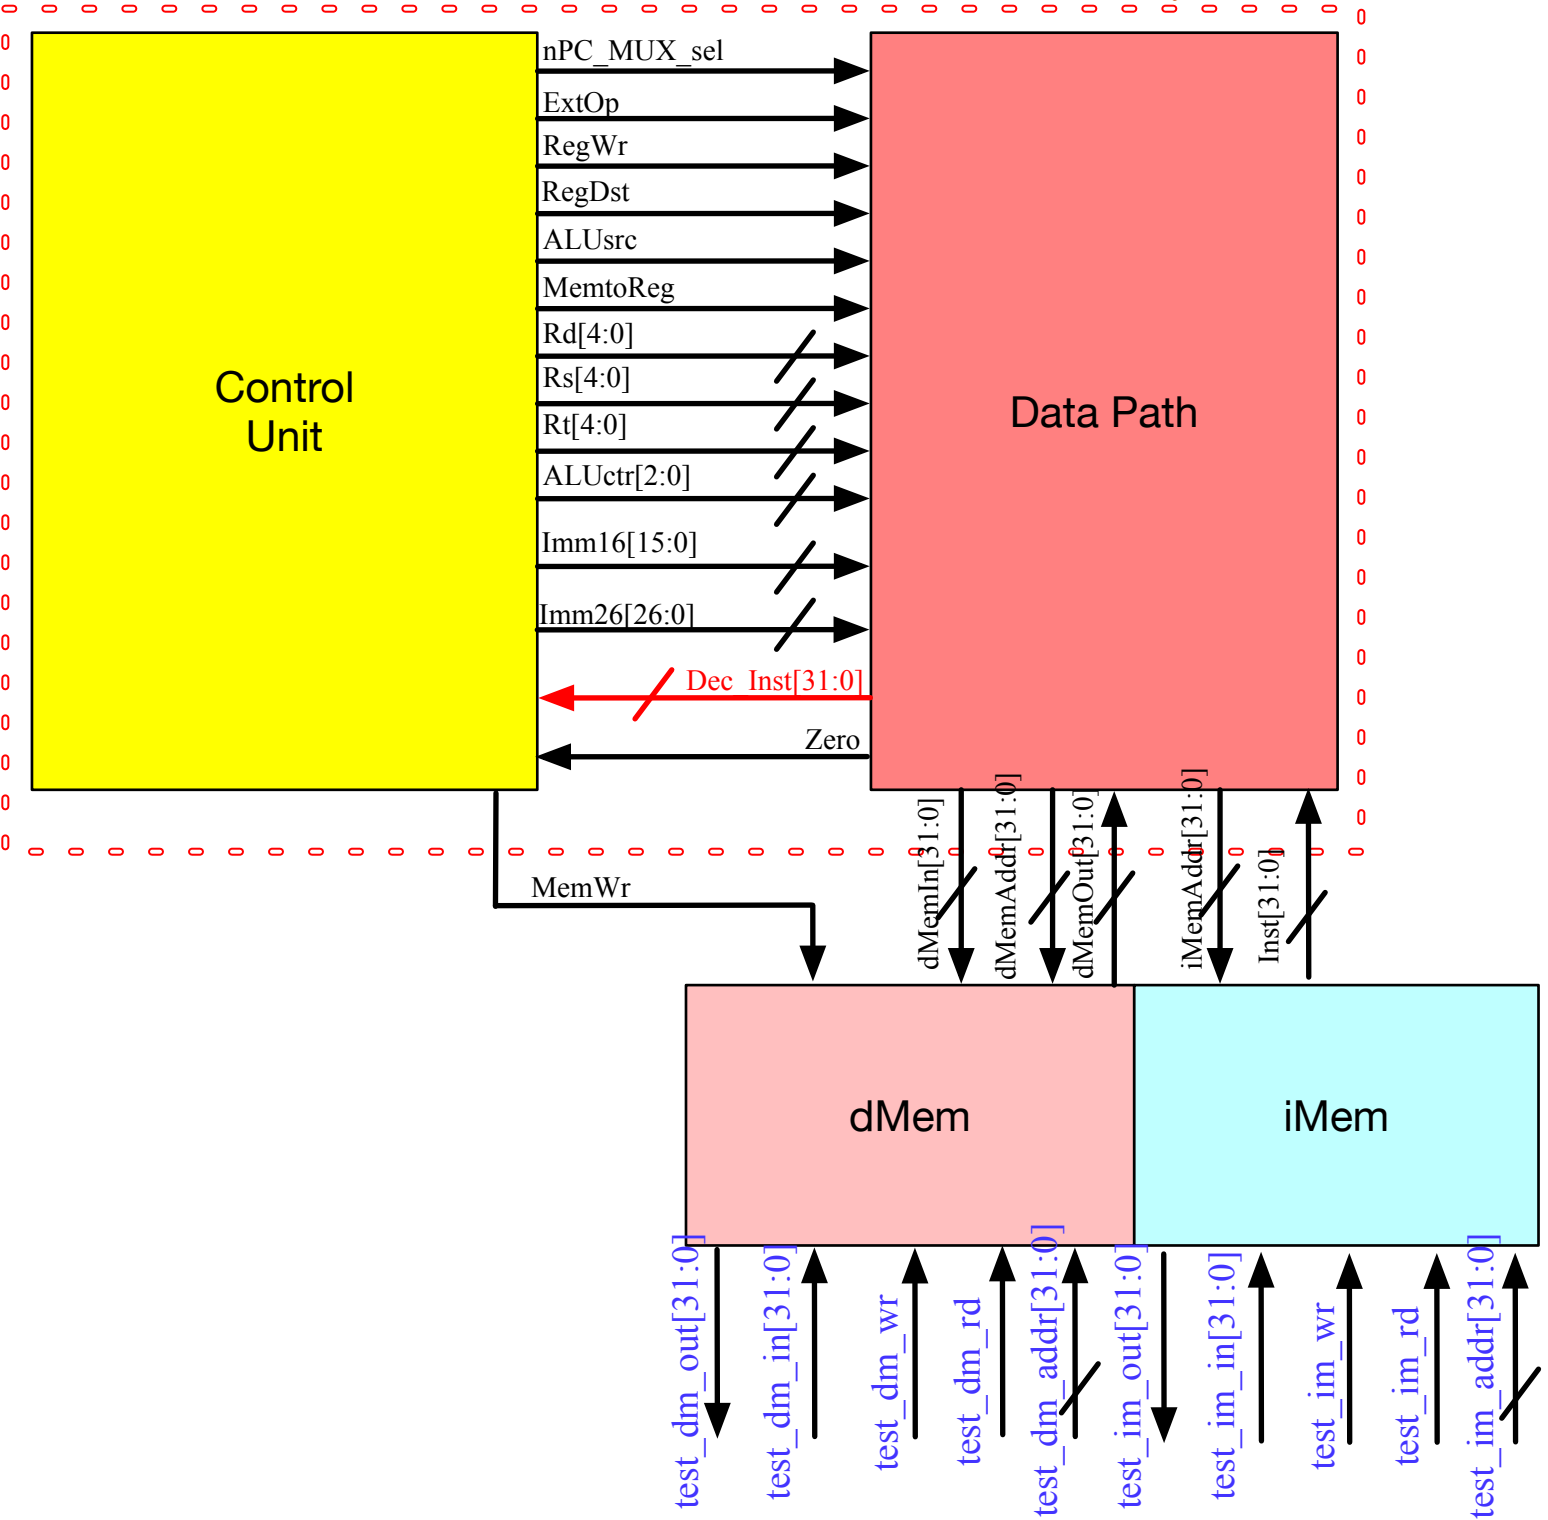 nPC_MUX_sel
ExtOp
RegWr
RegDst
ALUsrc
MemtoReg
Rd[4:0]
Rs[4:0]
Rt[4:0]
ALUctr[2:0]
Imm16[15:0]
Imm26[26:0]
Dec_Inst[31:0]
Zero
Control
Unit
Data Path
MemWr
dMemIn[31:0]
dMemAddr[31:0]
dMemOut[31:0]
iMemAddr[31:0]
Inst[31:0]
dMem
iMem
test_dm_out[31:0]
test_dm_in[31:0]
test_dm_wr
test_dm_rd
test_dm_addr[31:0]
test_im_out[31:0]
test_im_in[31:0]
test_im_wr
test_im_rd
test_im_addr[31:0]